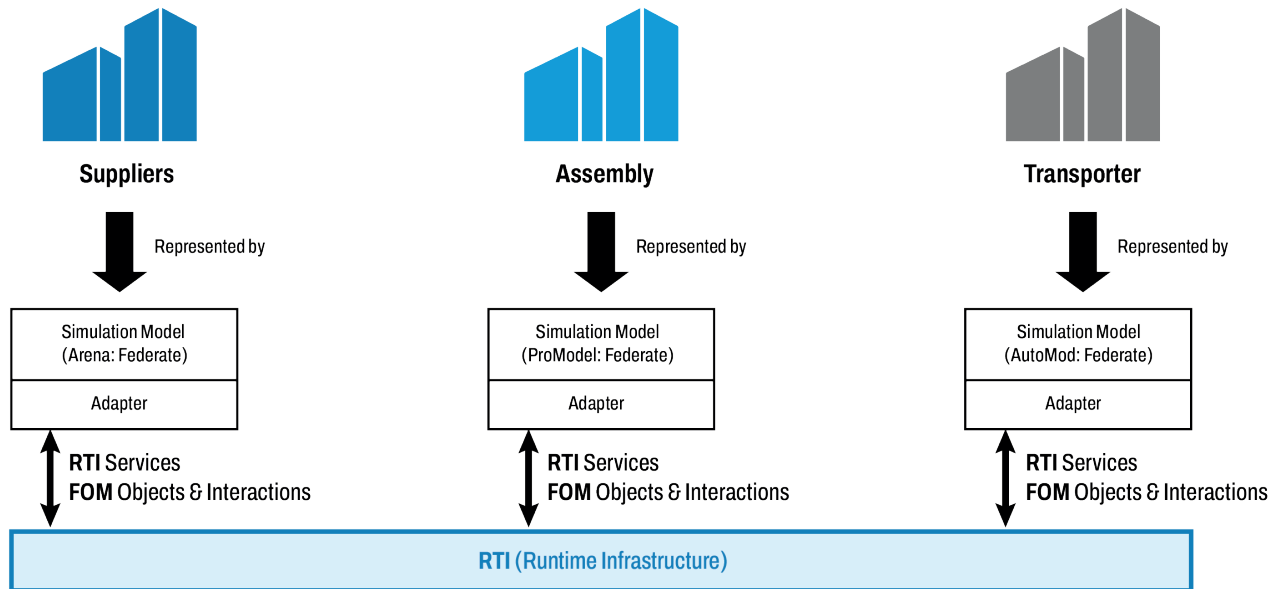 Suppliers
Assembly
Transporter
Represented by
Represented by
Represented by
Simulation Model
(Arena: Federate)
Adapter
Simulation Model
(ProModel: Federate)
Adapter
Simulation Model
(AutoMod: Federate)
Adapter
RTI Services
FOM Objects & Interactions
RTI Services
FOM Objects & Interactions
RTI Services
FOM Objects & Interactions
RTI (Runtime Infrastructure)